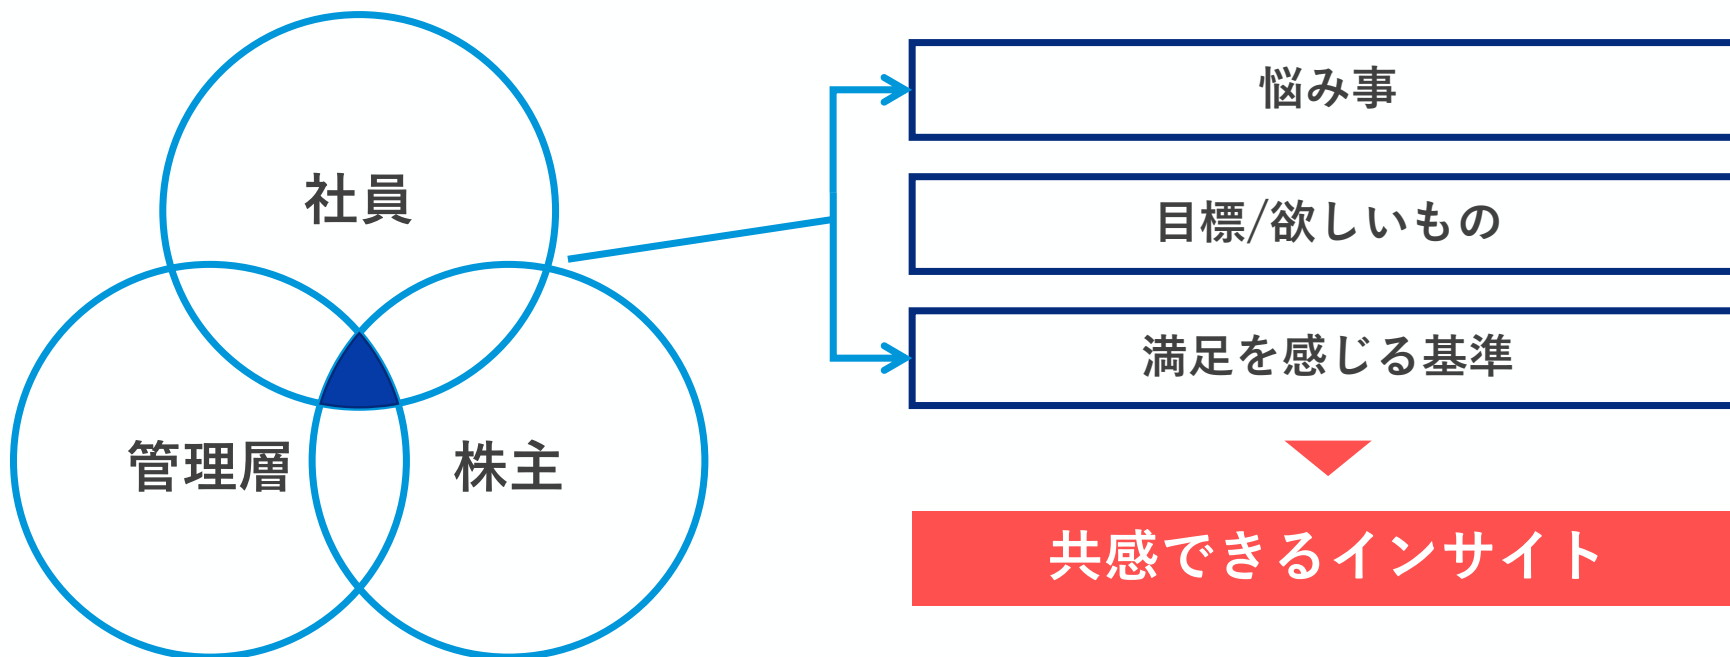 社員
管理層
株主
悩み事
目標/欲しいもの
満足を感じる基準
共感できるインサイト